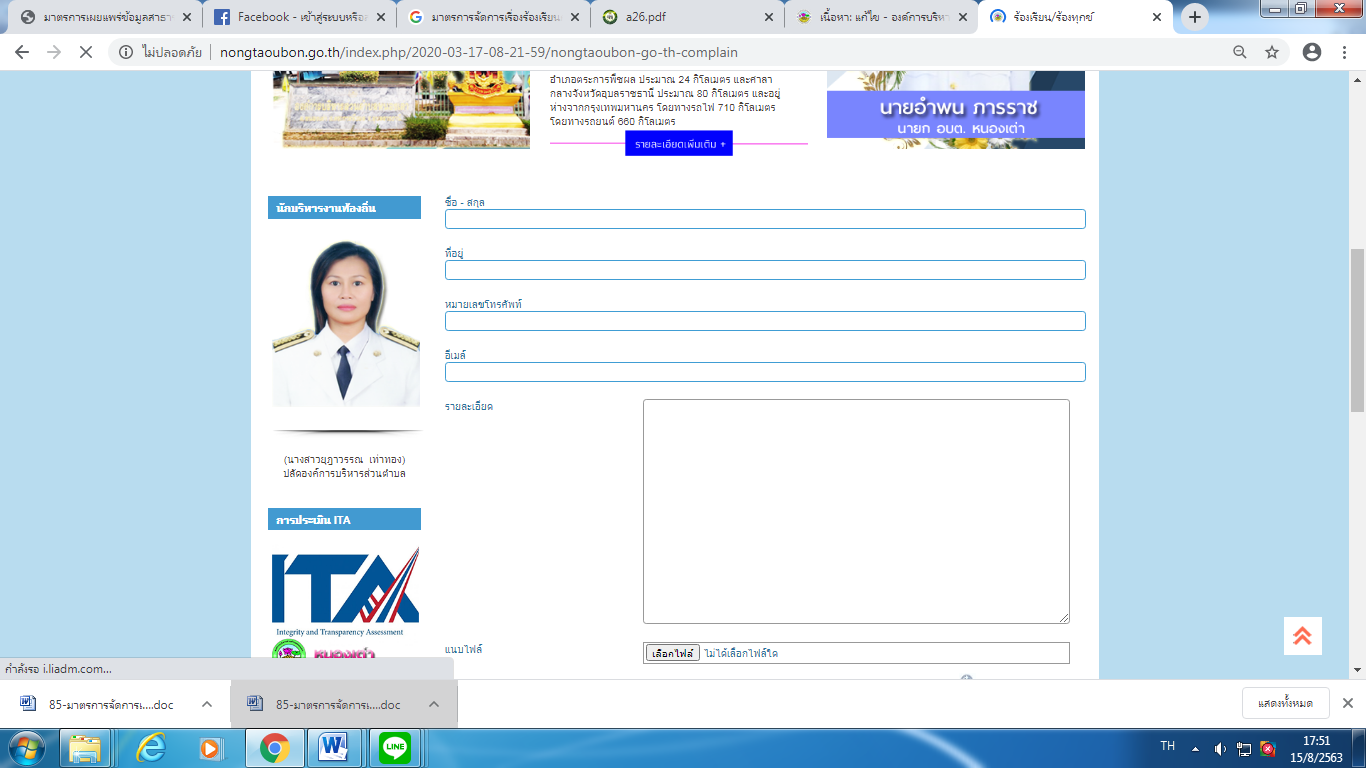 มาตรการเผยแพร่ข้อมูลสาธา
Facebook - เข้าสู่ระบบหรือส
มาตรการจัดการเรื่องร้องเรียน
a26.pdf
เนื้อหา: แก้ไข - องค์การบริหา
ร้องเรียน/ร้องทุกข์
ไม่ปลอดภัย
nongtaoubon.go.th/index.php/2020-03-17-08-21-59/nongtaoubon-go-th-complain
อำเภอตระการพืชผล ประมาณ 24 กิโลเมตร และศาลา
กลางจังหวัดอุบลราชธานี ประมาณ 80 กิโลเมตร และอยู่
ห่างจากกรุงเทพมหานคร โดยทางรถไฟ 710 กิโลเมตร
โดยทางรถยนต์ 660 กิโลเมตร
รายละเอียดเพิ่มเติม +
นายอำพน ภารราช
นายก อบต. หนองเต่า
นักบริหารงานท้องถิ่น
(นางสาวยุภาวรรณ เท่าทอง)
ปลัดองค์การบริหารส่วนตำบล
การประเมิน ITA
ITA
Integrity and Transparency Assessment
หนองเต่า
ชื่อ - สกุล
ที่อยู่
หมายเลขโทรศัพท์
อีเมล์
รายละเอียด
แนบไฟล์
เลือกไฟล์ ไม่ได้เลือกไฟล์ใด
กำลังรอ i.liadm.com...
85-มาตรการจัดการเ....doc
85-มาตรการจัดการเ....doc
แสดงทั้งหมด
LINE
TH
17:51
15/8/2563